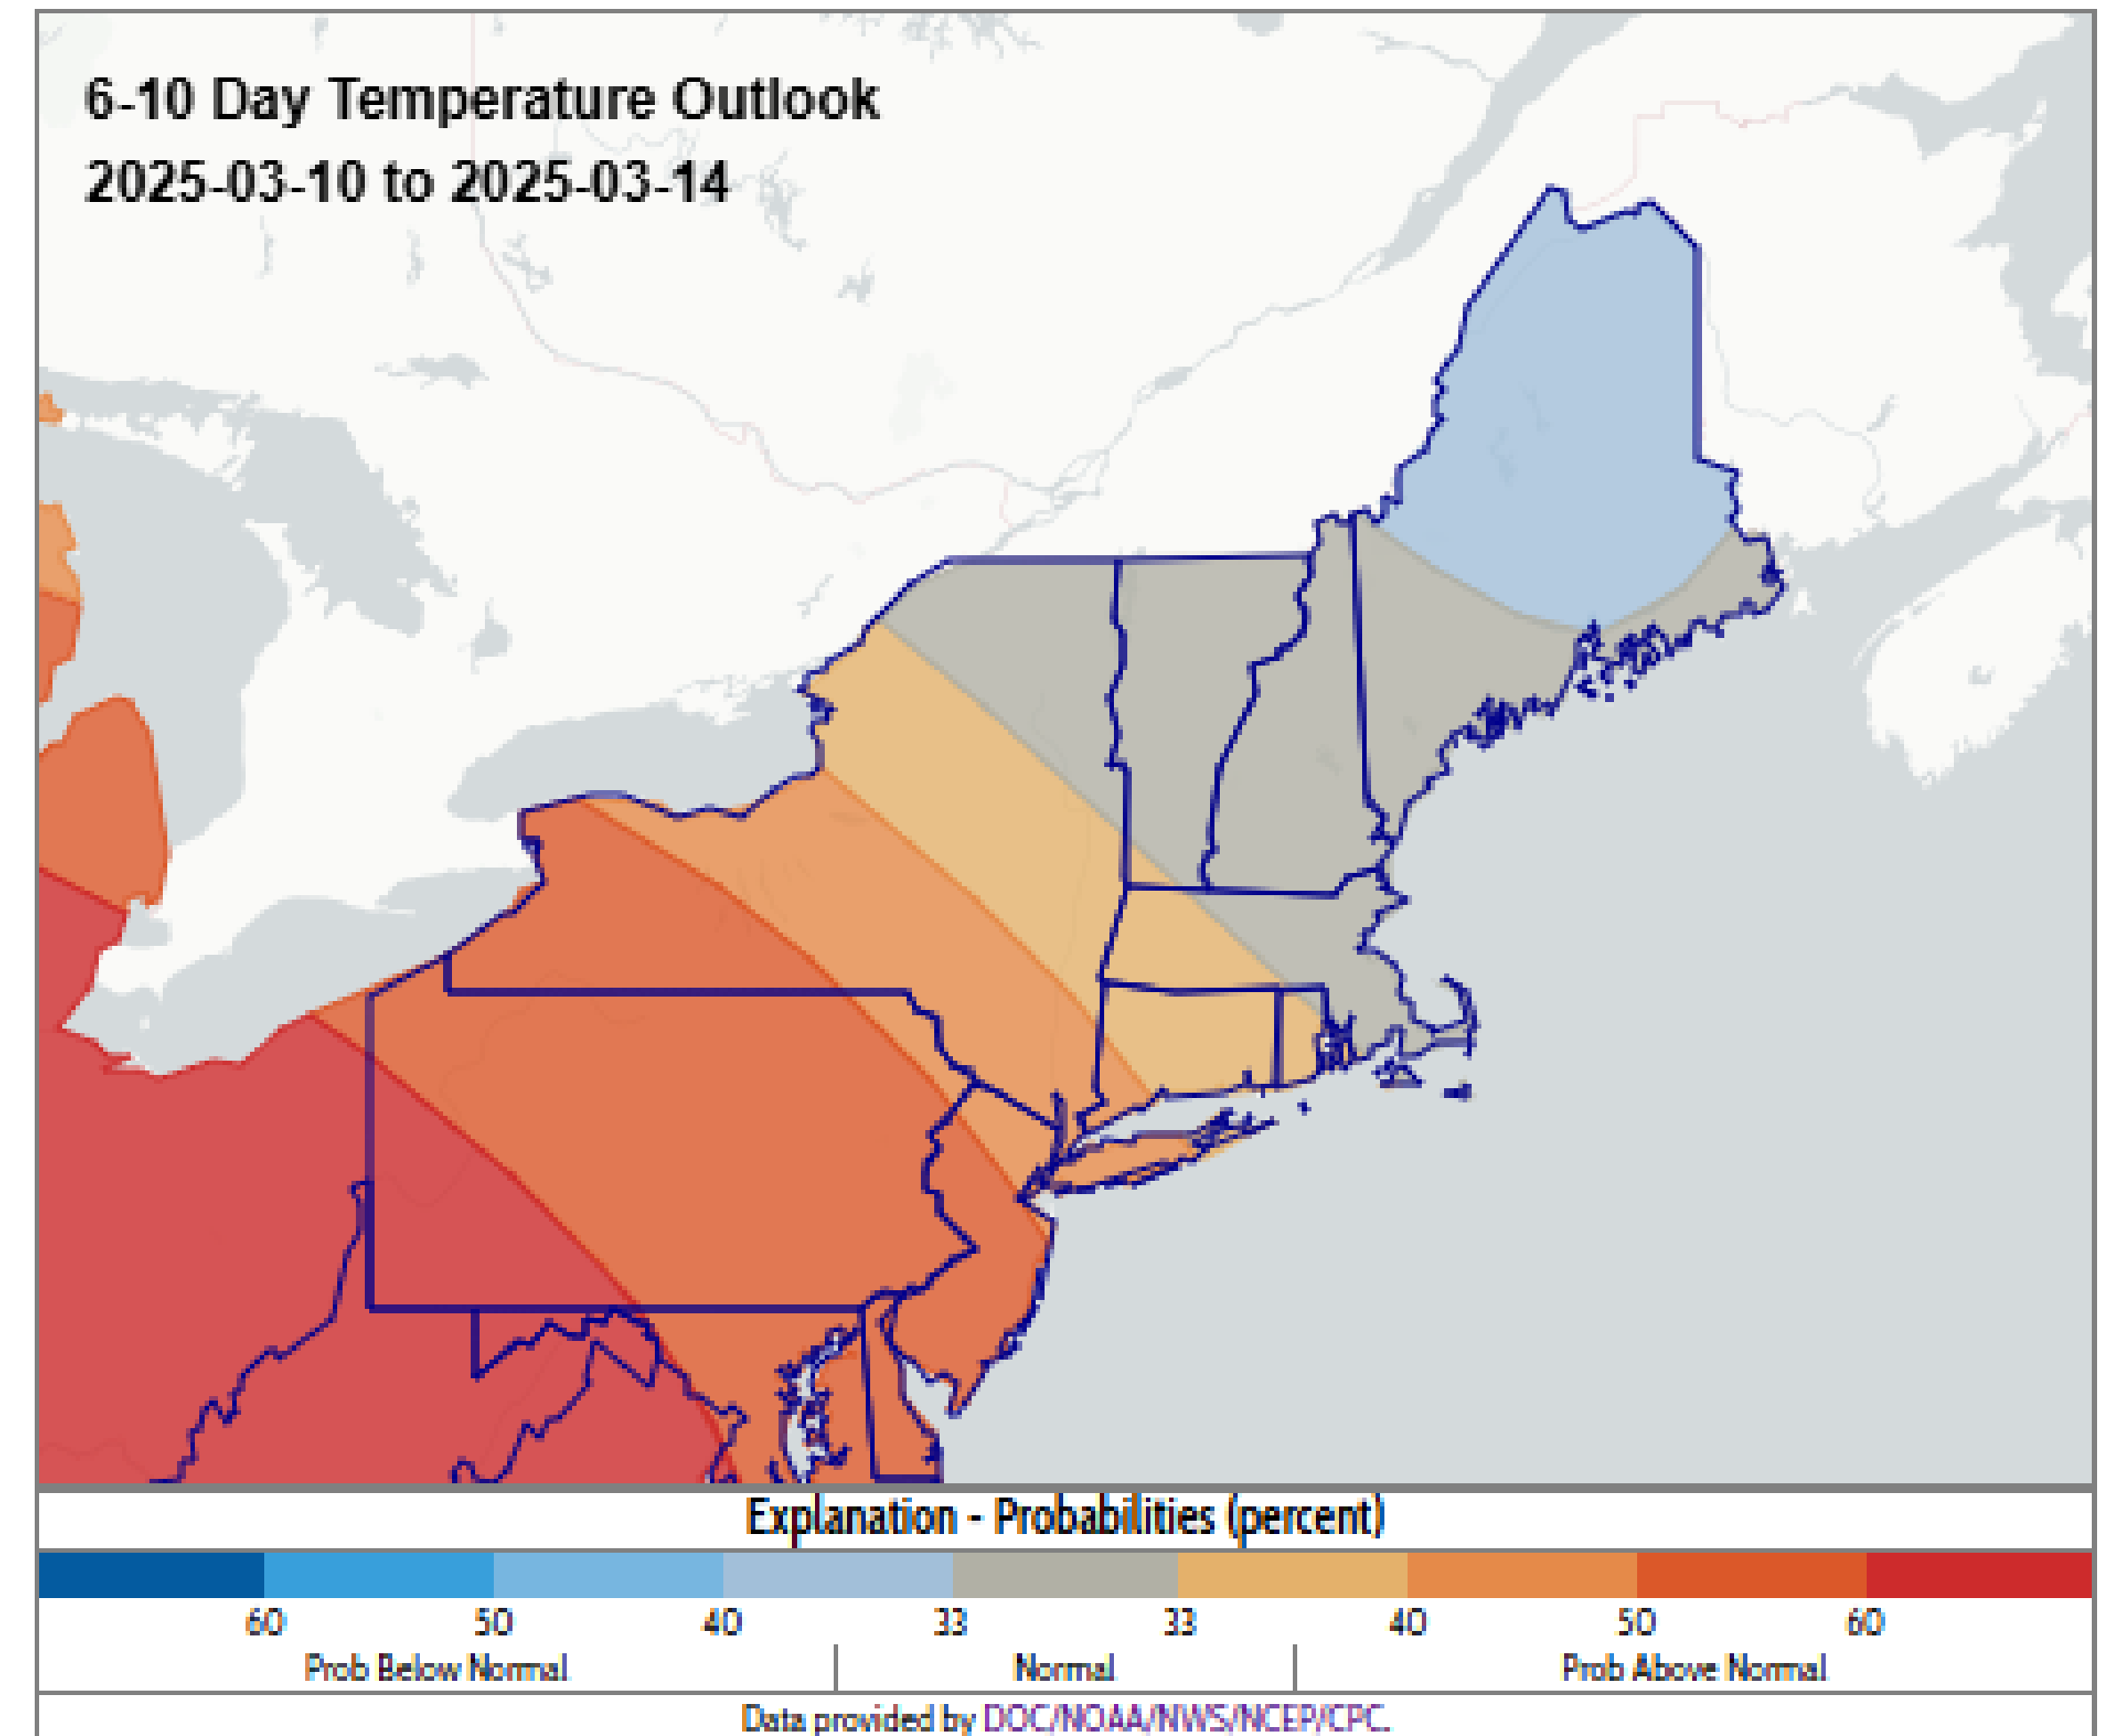 6-10 Day Temperature Outlook
2025-03-10 to 2025-03-14
Explanation - Probabilities (percent)
60 50 40 33 33 40 50 60
Prob Below Normal Normal Prob Above Normal
Data provided by DOC/NOAA/NWS/NCEP/CPC.